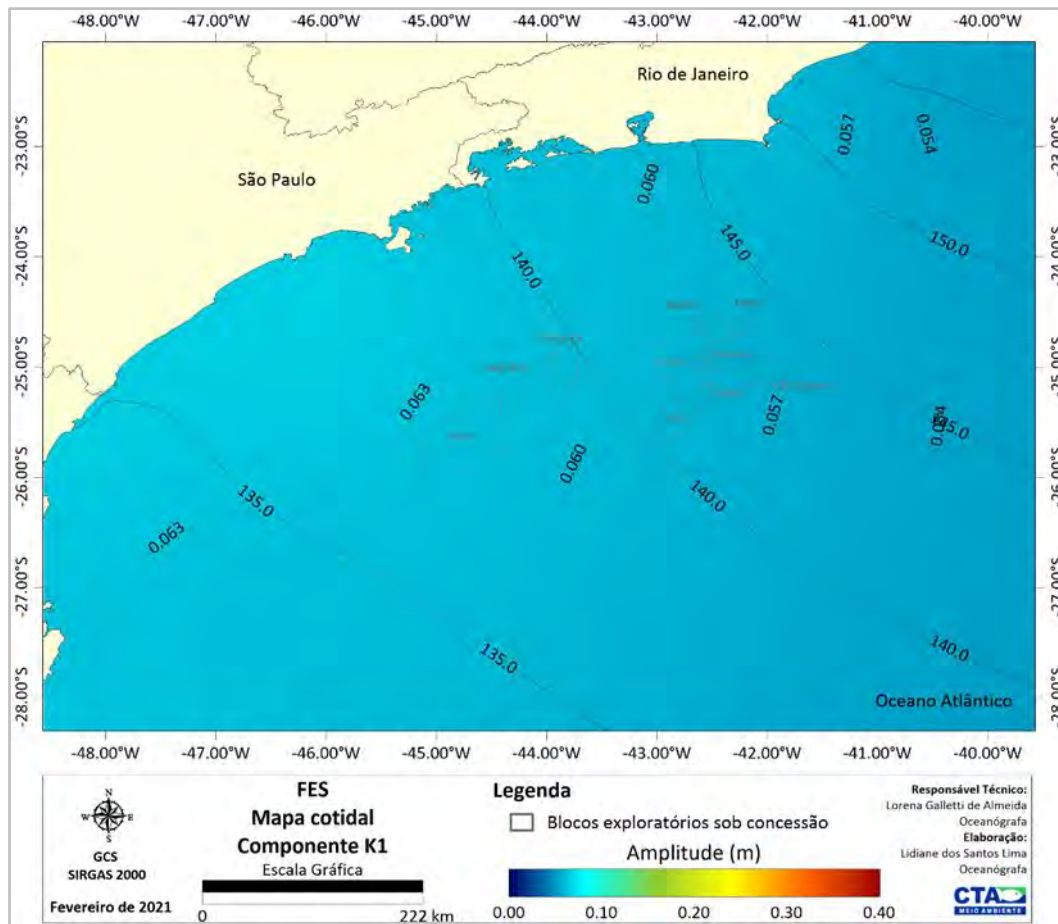 -48.00°W -47.00°W -46.00°W -45.00°W -44.00°W -43.00°W -42.00°W -41.00°W -40.00°W
-23.00°S
-24.00°S
-25.00°S
-26.00°S
-27.00°S
-28.00°S
Rio de Janeiro
São Paulo
0.060
0.057
0.054
140.0
145.0
150.0
0.063
0.060
0.057
0.054
145.0
135.0
0.063
140.0
135.0
140.0
Oceano Atlântico
-23.00°S
-24.00°S
-25.00°S
-26.00°S
-27.00°S
-28.00°S
-48.00°W -47.00°W -46.00°W -45.00°W -44.00°W -43.00°W -42.00°W -41.00°W -40.00°W
N
W E
S
GCS
SIRGAS 2000
Fevereiro de 2021
FES
Mapa cotidal
Componente K1
Escala Gráfica
0 222 km
Legenda
Blocos exploratórios sob concessão
Amplitude (m)
0.00 0.10 0.20 0.30 0.40
Responsável Técnico:
Lorena Galletti de Almeida
Oceanógrafa
Elaboração:
Lidiane dos Santos Lima
Oceanógrafa
CTA
MEIO AMBIENTE